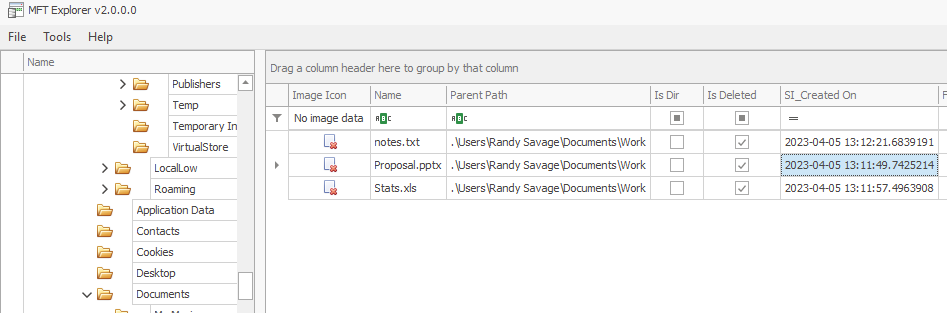 MFT Explorer v2.0.0.0
File Tools Help
Name
Publishers
Temp
Temporary In
VirtualStore
LocalLow
Roaming
Application Data
Contacts
Cookies
Desktop
Documents
Drag a column header here to group by that column
Image Icon Name Parent Path Is Dir Is Deleted SI_Created On F
No image data ABC ABC =
notes.txt .\Users\Randy Savage\Documents\Work 2023-04-05 13:12:21.6839191
Proposal.pptx .\Users\Randy Savage\Documents\Work 2023-04-05 13:11:49.7425214
Stats.xls .\Users\Randy Savage\Documents\Work 2023-04-05 13:11:57.4963908